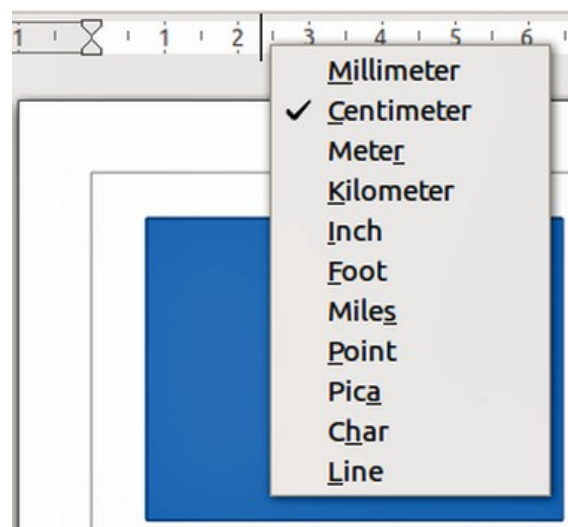 1 1 2 3 4 5 6
Millimeter
Centimeter
Meter
Kilometer
Inch
Foot
Miles
Point
Pica
Char
Line